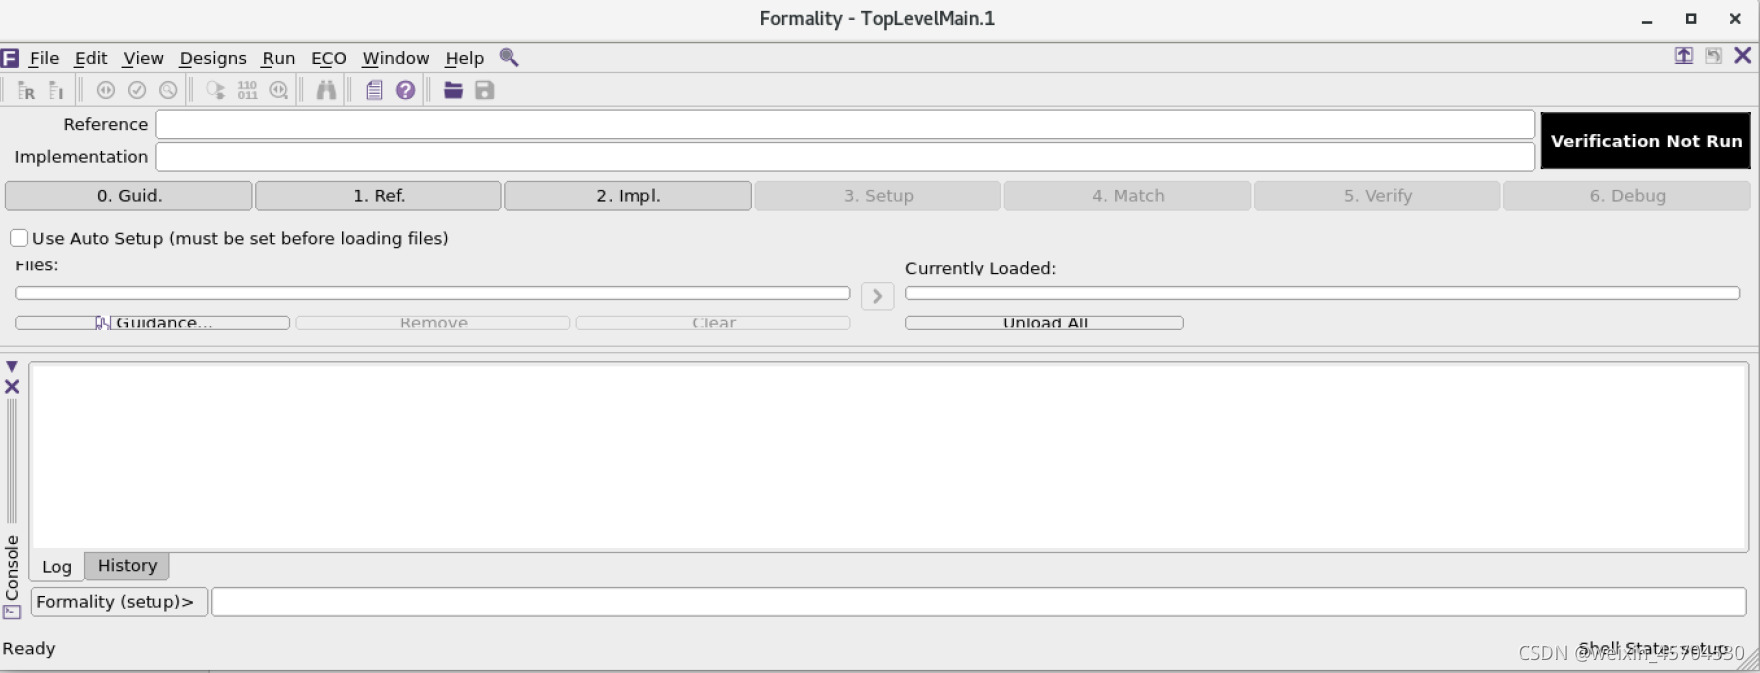 Formality - TopLevelMain.1
File Edit View Designs Run ECO Window Help
R I 110 011
Reference
Implementation
Verification Not Run
0. Guid. 1. Ref. 2. Impl. 3. Setup 4. Match 5. Verify 6. Debug
Use Auto Setup (must be set before loading files)
Files: Currently Loaded:
Guidance... Remove Clear Unload All
Log History
Console
Formality (setup)>
Ready Shell State: setup
CSDN @weixin_45704330